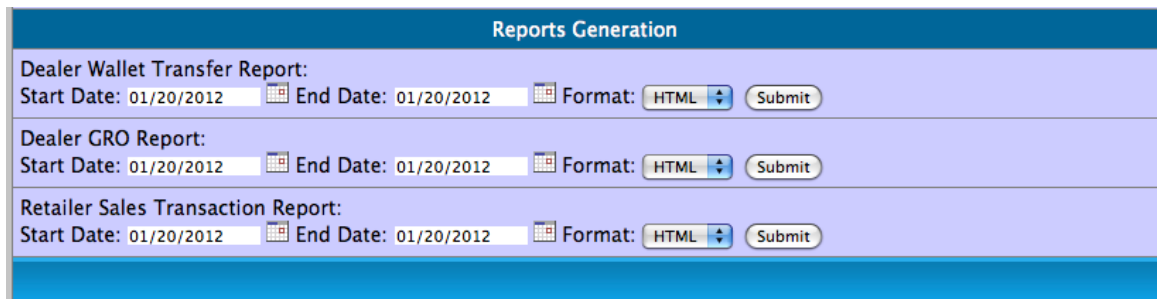 Reports Generation
Dealer Wallet Transfer Report:
Start Date: 01/20/2012 End Date: 01/20/2012 Format: HTML Submit
Dealer GRO Report:
Start Date: 01/20/2012 End Date: 01/20/2012 Format: HTML Submit
Retailer Sales Transaction Report:
Start Date: 01/20/2012 End Date: 01/20/2012 Format: HTML Submit